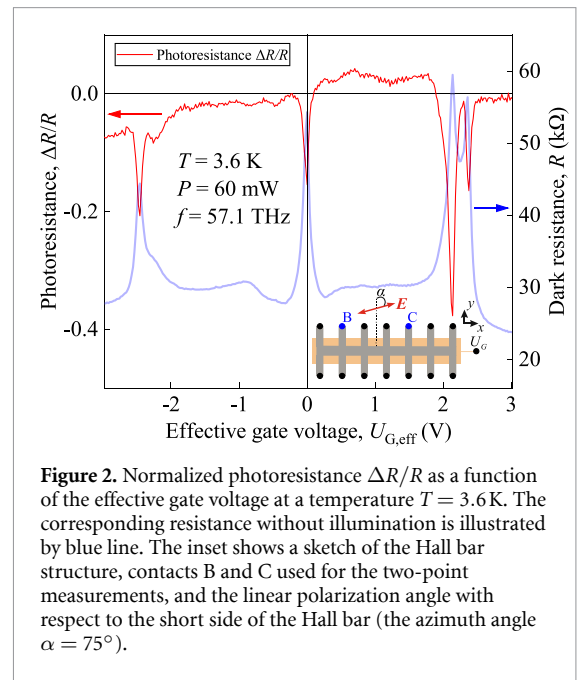 Photoresistance ΔR/R
0.0
-0.2
-0.4
Photoresistance, ΔR/R
T = 3.6 K
P = 60 mW
f = 57.1 THz
60
50
40
30
20
Dark resistance, R (kΩ)
α
E
B
C
y
x
U_G
-2
-1
0
1
2
3
Effective gate voltage, U_G,eff (V)
Figure 2. Normalized photoresistance ΔR/R as a function
of the effective gate voltage at a temperature T = 3.6 K. The
corresponding resistance without illumination is illustrated
by blue line. The inset shows a sketch of the Hall bar
structure, contacts B and C used for the two-point
measurements, and the linear polarization angle with
respect to the short side of the Hall bar (the azimuth angle
α = 75°).